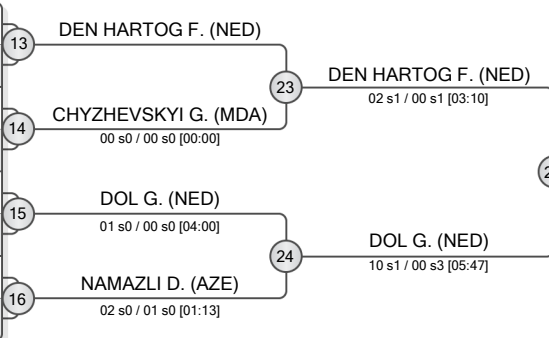 13
DEN HARTOG F. (NED)
23
DEN HARTOG F. (NED)
02 s1 / 00 s1 [03:10]
14
CHYZHEVSKYI G. (MDA)
00 s0 / 00 s0 [00:00]
15
DOL G. (NED)
01 s0 / 00 s0 [04:00]
24
DOL G. (NED)
10 s1 / 00 s3 [05:47]
16
NAMAZLI D. (AZE)
02 s0 / 01 s0 [01:13]